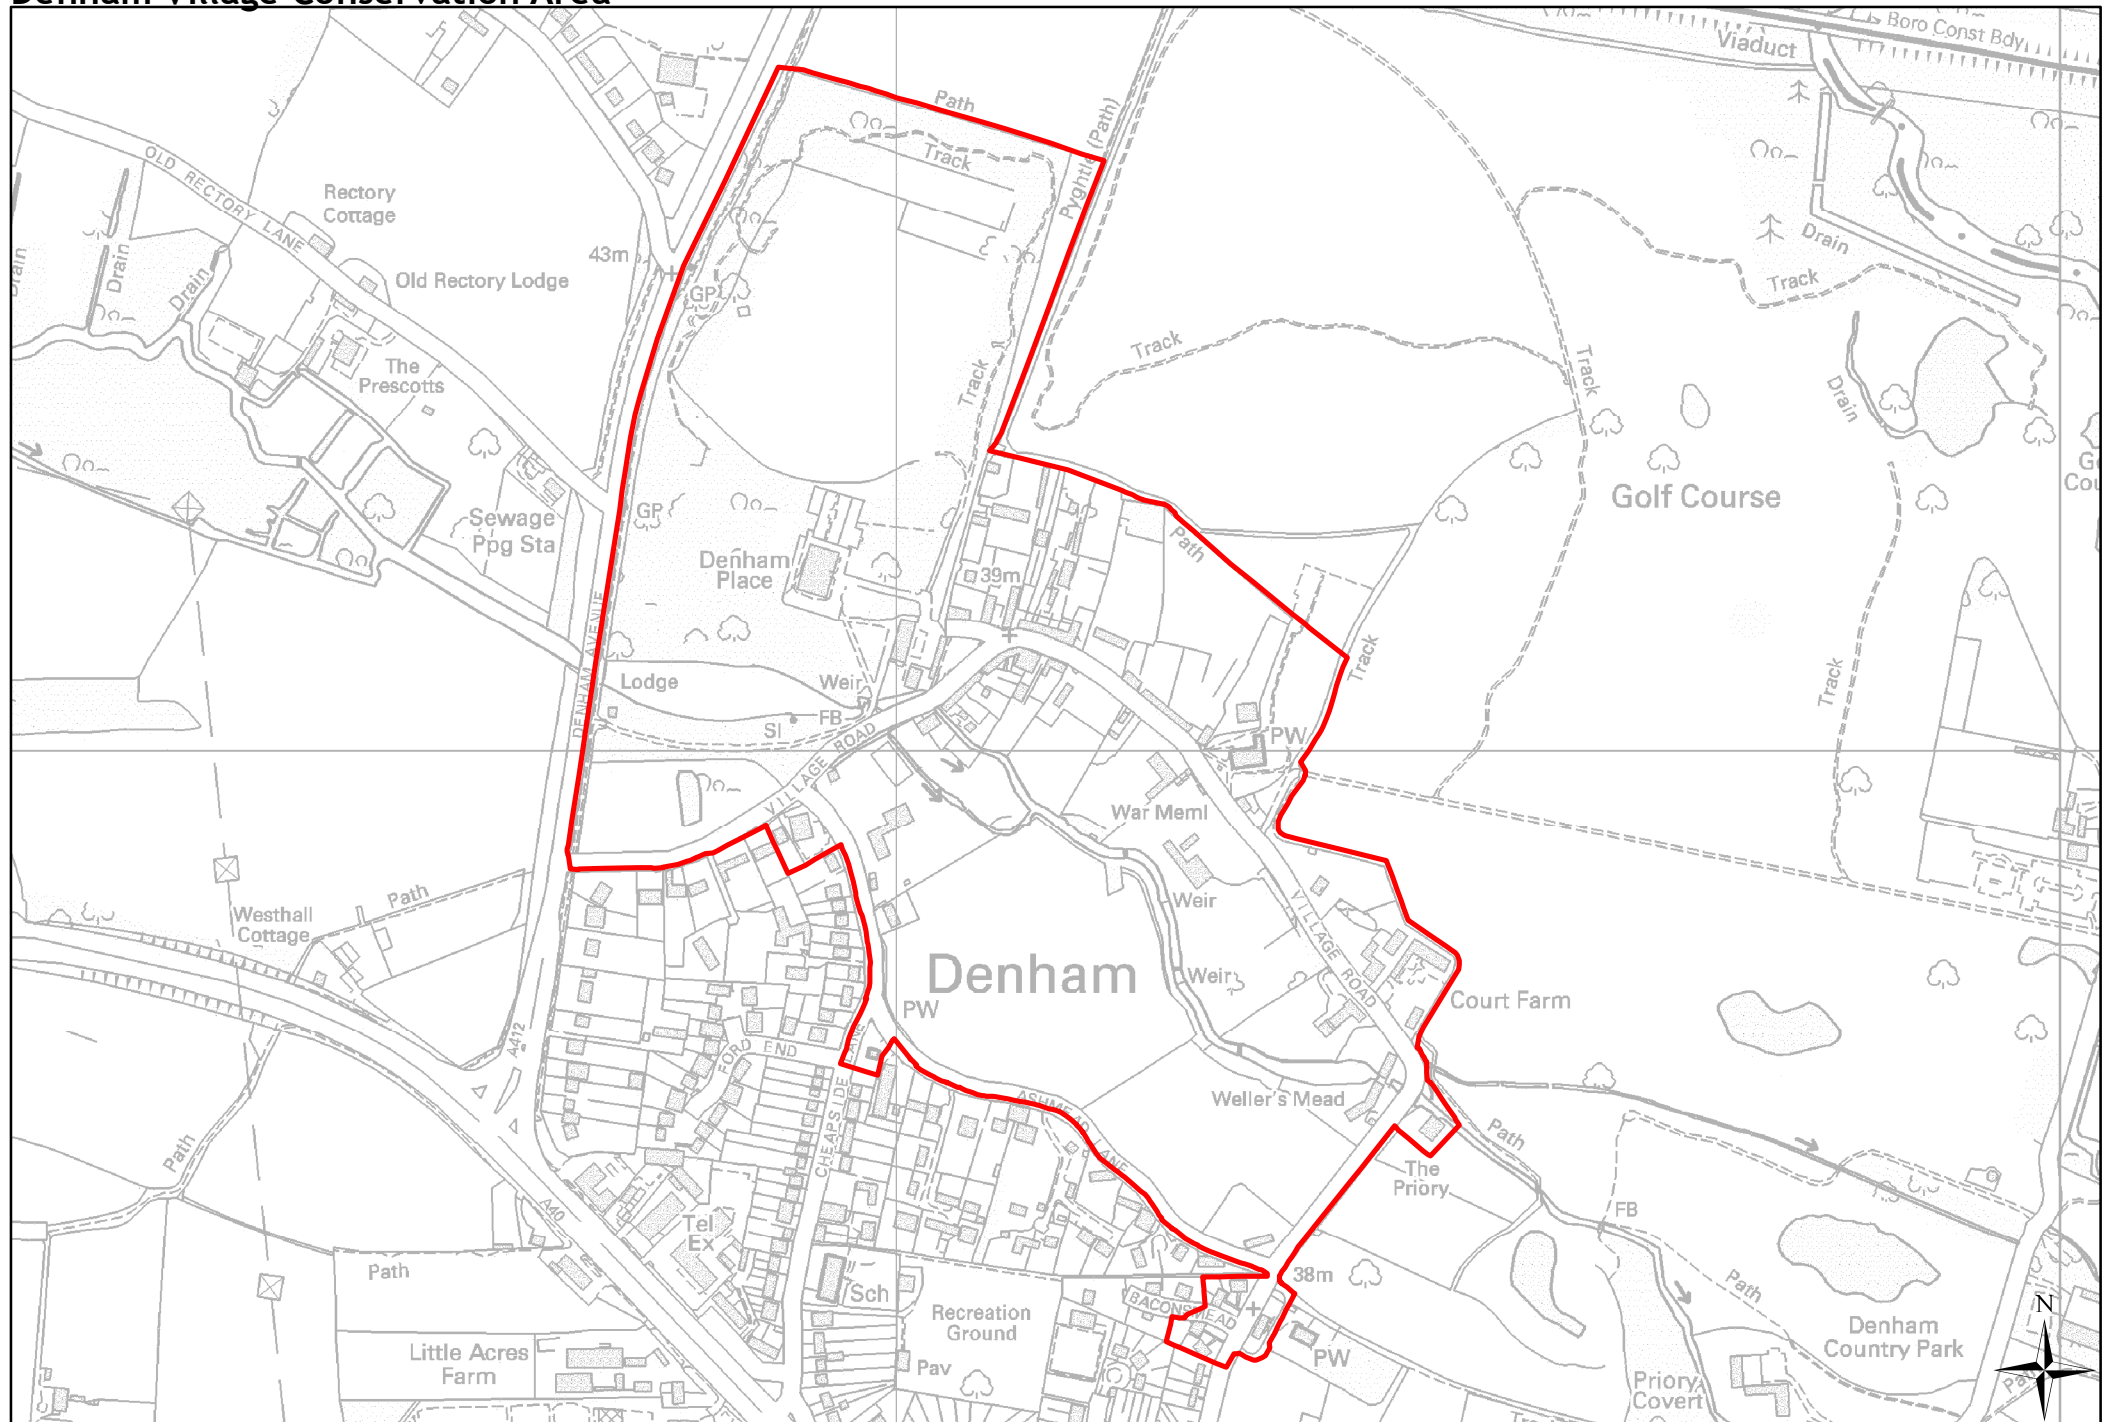 Denham Village Conservation Area
Boro Const Bdy
Viaduct
Path
Pyghtle (Path)
Track
OLD RECTORY LANE
Rectory
Cottage
43m
Old Rectory Lodge
GP
Drain
Drain
Drain
Drain
Track
The
Prescotts
Track
Track
Track
Drain
Golf Course
GP
Sewage
Ppg Sta
Path
Denham
Place
39m
DENHAM AVENUE
Lodge
Weir
FB
Sl
Track
Track
PW
VILLAGE ROAD
War Meml
Weir
Path
Westhall
Cottage
VILLAGE ROAD
Denham
Weir
Court Farm
PW
A412
FORD END
CHEAPSIDE LANE
ASHMEAD LANE
Weller's Mead
Path
Path
The
Priory
FB
A40
Tel
Ex
Path
Sch
38m
Path
BACONSMEAD
Recreation
Ground
N
Denham
Country Park
Little Acres
Farm
Pav
PW
Priory
Covert
Path